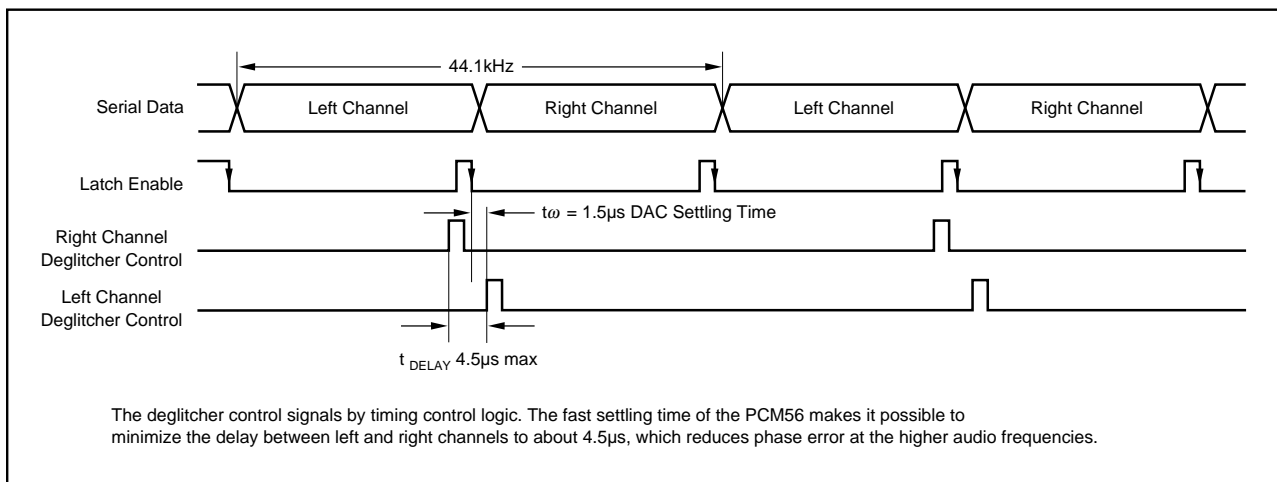 44.1kHz
Serial Data
Left Channel
Right Channel
Left Channel
Right Channel
Latch Enable
tω = 1.5µs DAC Settling Time
Right Channel
Deglitcher Control
Left Channel
Deglitcher Control
t DELAY 4.5µs max
The deglitcher control signals by timing control logic. The fast settling time of the PCM56 makes it possible to
minimize the delay between left and right channels to about 4.5µs, which reduces phase error at the higher audio frequencies.